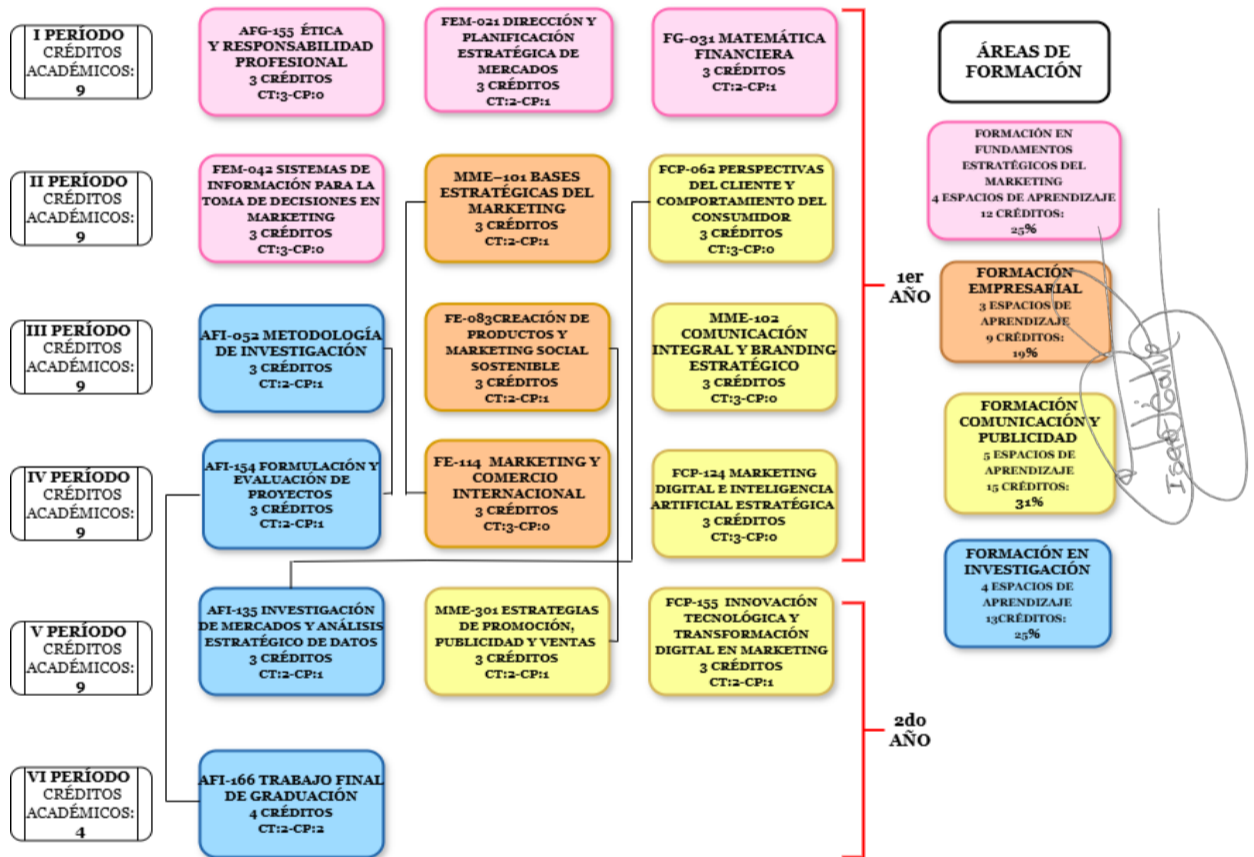 I PERÍODO
CRÉDITOS
ACADÉMICOS:
9
AFG-155 ÉTICA
Y RESPONSABILIDAD
PROFESIONAL
3 CRÉDITOS
CT:3-CP:0
FEM-021 DIRECCIÓN Y
PLANIFICACIÓN
ESTRATÉGICA DE
MERCADOS
3 CRÉDITOS
CT:2-CP:1
FG-031 MATEMÁTICA
FINANCIERA
3 CRÉDITOS
CT:2-CP:1
II PERÍODO
CRÉDITOS
ACADÉMICOS:
9
FEM-042 SISTEMAS DE
INFORMACIÓN PARA LA
TOMA DE DECISIONES EN
MARKETING
3 CRÉDITOS
CT:3-CP:0
MME–101 BASES
ESTRATÉGICAS DEL
MARKETING
3 CRÉDITOS
CT:2-CP:1
FCP-062 PERSPECTIVAS
DEL CLIENTE Y
COMPORTAMIENTO DEL
CONSUMIDOR
3 CRÉDITOS
CT:3-CP:0
III PERÍODO
CRÉDITOS
ACADÉMICOS:
9
AFI-052 METODOLOGÍA
DE INVESTIGACIÓN
3 CRÉDITOS
CT:2-CP:1
FE-083CREACIÓN DE
PRODUCTOS Y
MARKETING SOCIAL
SOSTENIBLE
3 CRÉDITOS
CT:2-CP:1
MME-102
COMUNICACIÓN
INTEGRAL Y BRANDING
ESTRATÉGICO
3 CRÉDITOS
CT:3-CP:0
IV PERÍODO
CRÉDITOS
ACADÉMICOS:
9
AFI-154 FORMULACIÓN Y
EVALUACIÓN DE
PROYECTOS
3 CRÉDITOS
CT:2-CP:1
FE-114 MARKETING Y
COMERCIO
INTERNACIONAL
3 CRÉDITOS
CT:3-CP:0
FCP-124 MARKETING
DIGITAL E INTELIGENCIA
ARTIFICIAL ESTRATÉGICA
3 CRÉDITOS
CT:3-CP:0
1er
AÑO
V PERÍODO
CRÉDITOS
ACADÉMICOS:
9
AFI-135 INVESTIGACIÓN
DE MERCADOS Y ANÁLISIS
ESTRATÉGICO DE DATOS
3 CRÉDITOS
CT:2-CP:1
MME-301 ESTRATEGIAS
DE PROMOCIÓN,
PUBLICIDAD Y VENTAS
3 CRÉDITOS
CT:2-CP:1
FCP-155 INNOVACIÓN
TECNOLÓGICA Y
TRANSFORMACIÓN
DIGITAL EN MARKETING
3 CRÉDITOS
CT:2-CP:1
VI PERÍODO
CRÉDITOS
ACADÉMICOS:
4
AFI-166 TRABAJO FINAL
DE GRADUACIÓN
4 CRÉDITOS
CT:2-CP:2
2do
AÑO
ÁREAS DE
FORMACIÓN
FORMACIÓN EN
FUNDAMENTOS
ESTRATÉGICOS DEL
MARKETING
4 ESPACIOS DE APRENDIZAJE
12 CRÉDITOS:
25%
FORMACIÓN
EMPRESARIAL
3 ESPACIOS DE
APRENDIZAJE
9 CRÉDITOS:
19%
FORMACIÓN
COMUNICACIÓN Y
PUBLICIDAD
5 ESPACIOS DE
APRENDIZAJE
15 CRÉDITOS:
31%
FORMACIÓN EN
INVESTIGACIÓN
4 ESPACIOS DE
APRENDIZAJE
13CRÉDITOS:
25%